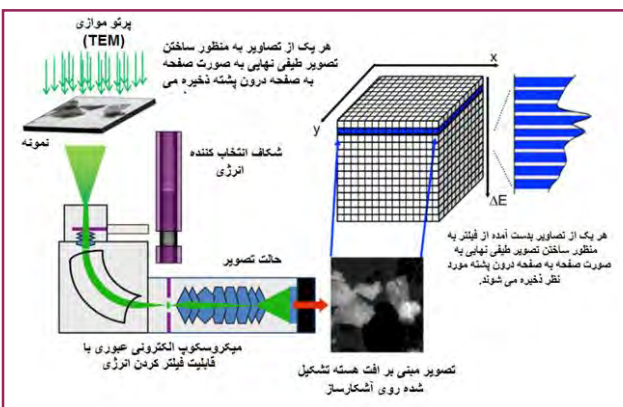 پرتو موازی
(TEM)
هر یک از تصاویر به منظور ساختن
تصویر طیفی نهایی به صورت صفحه
به صفحه درون پشته ذخیره می
نمونه
شکاف انتخاب کننده
انرژی
حالت تصویر
میکروسکوپ الکترونی عبوری با
قابلیت فیلتر کردن انرژی
x
y
ΔE
هر یک از تصاویر بدست آمده از فیلتر به
منظور ساختن تصویر طیفی نهایی به
صورت صفحه به صفحه درون پشته مورد
نظر ذخیره می شوند.
تصویر مبنی بر افت هسته تشکیل
شده روی آشکارساز